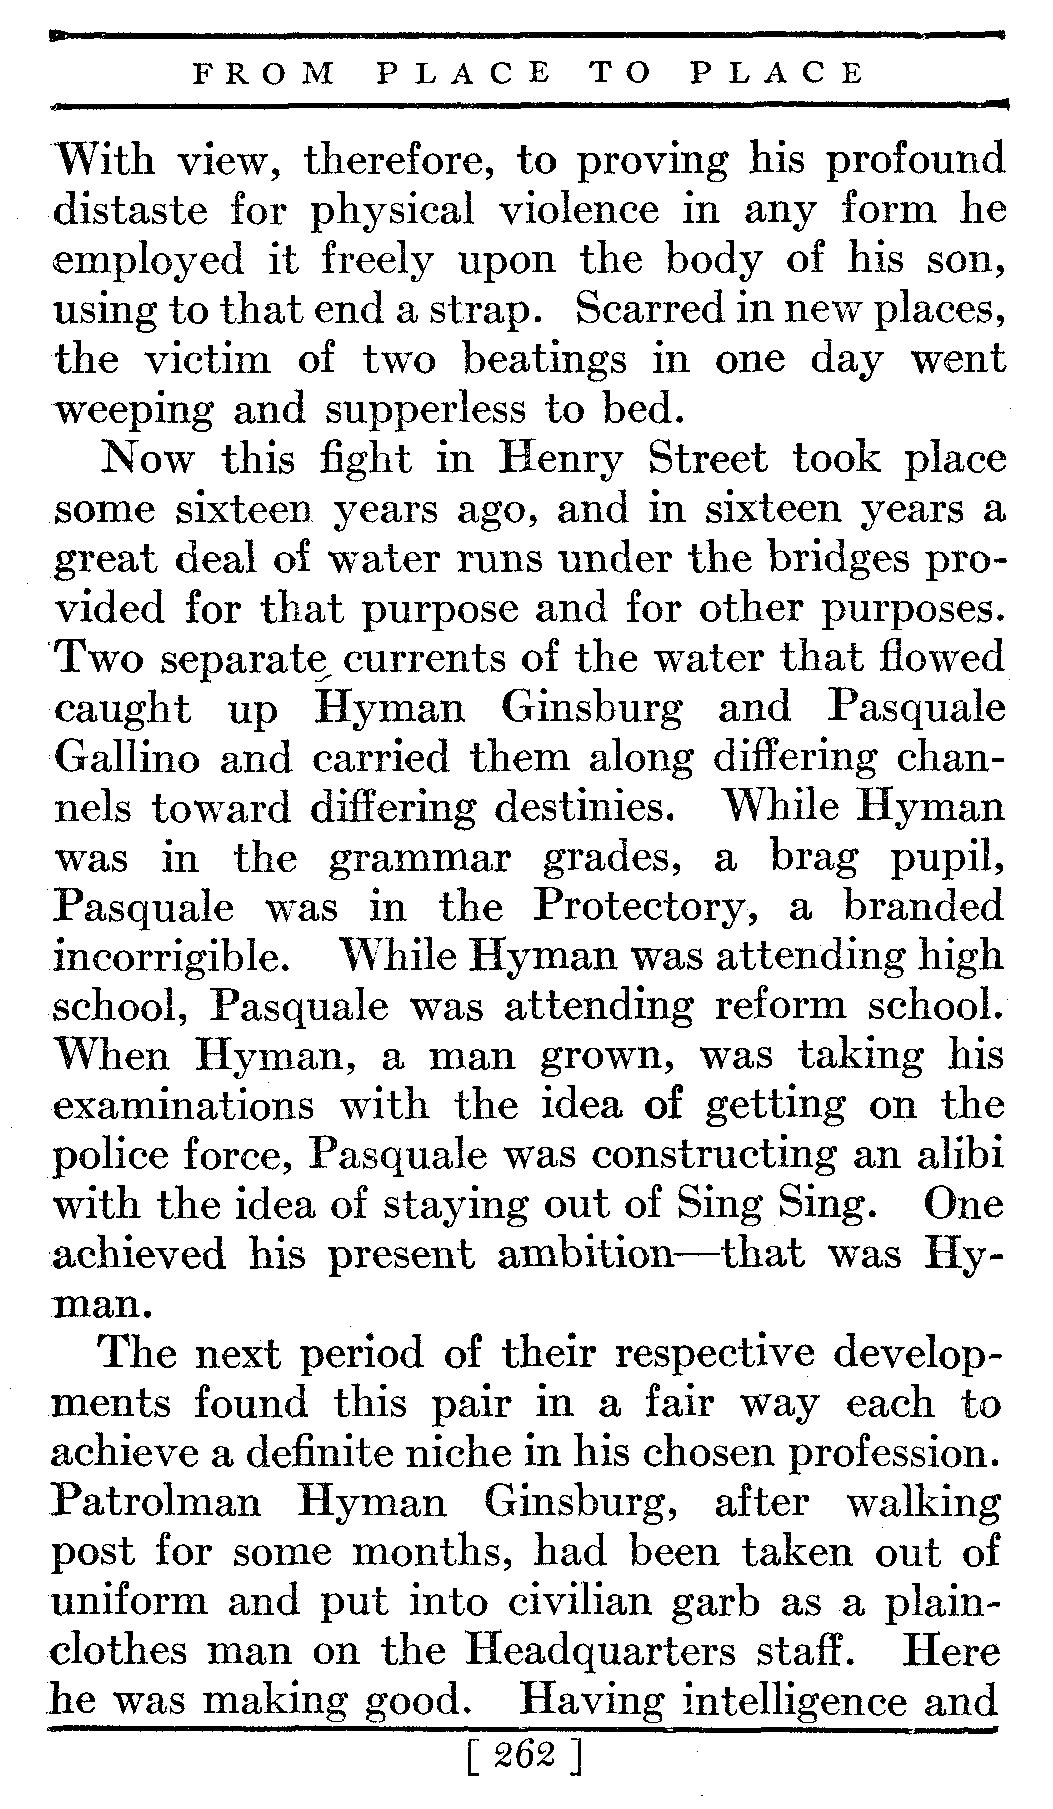 FROM PLACE TO PLACE
With view, therefore, to proving his profound
distaste for physical violence in any form he
employed it freely upon the body of his son,
using to that end a strap. Scarred in new places,
the victim of two beatings in one day went
weeping and supperless to bed.
Now this fight in Henry Street took place
some sixteen years ago, and in sixteen years a
great deal of water runs under the bridges pro-
vided for that purpose and for other purposes.
Two separate currents of the water that flowed
caught up Hyman Ginsburg and Pasquale
Gallino and carried them along differing chan-
nels toward differing destinies. While Hyman
was in the grammar grades, a brag pupil,
Pasquale was in the Protectory, a branded
incorrigible. While Hyman was attending high
school, Pasquale was attending reform school.
When Hyman, a man grown, was taking his
examinations with the idea of getting on the
police force, Pasquale was constructing an alibi
with the idea of staying out of Sing Sing. One
achieved his present ambition—that was Hy-
man.
The next period of their respective develop-
ments found this pair in a fair way each to
achieve a definite niche in his chosen profession.
Patrolman Hyman Ginsburg, after walking
post for some months, had been taken out of
uniform and put into civilian garb as a plain-
clothes man on the Headquarters staff. Here
he was making good. Having intelligence and
[ 262 ]